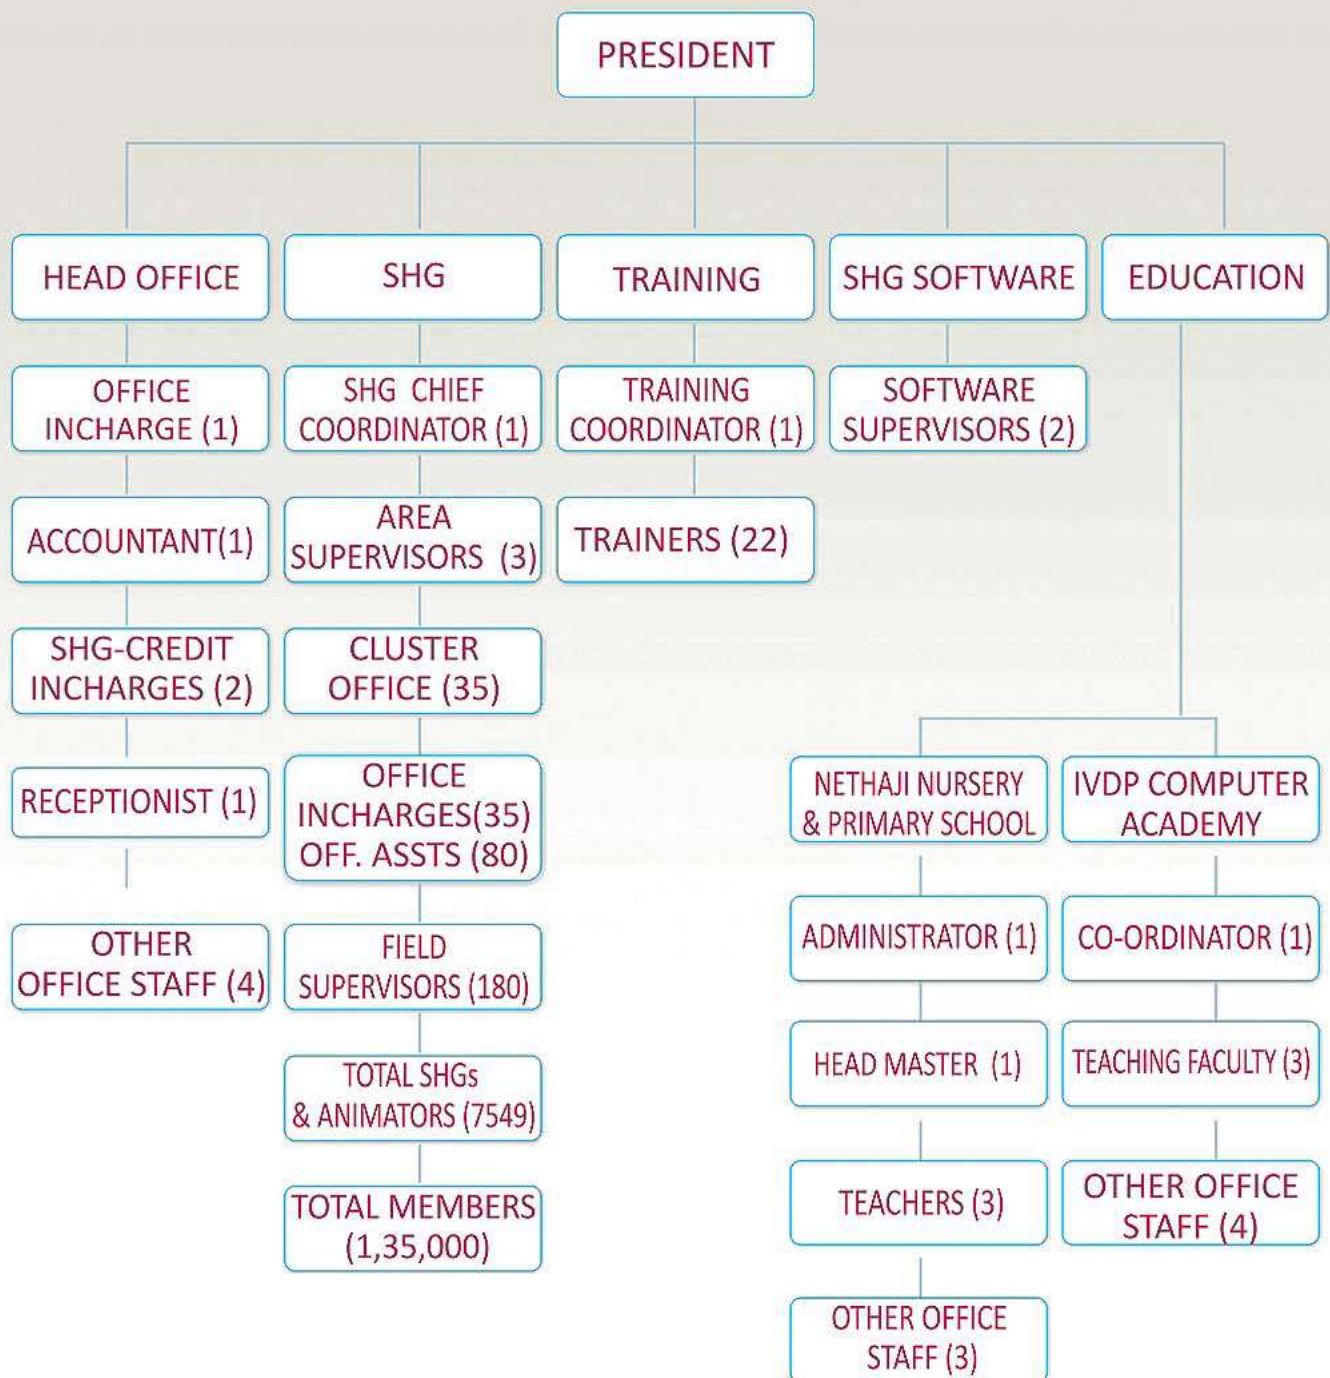 PRESIDENT
HEAD OFFICE
SHG
TRAINING
SHG SOFTWARE
EDUCATION
OFFICE
INCHARGE (1)
SHG CHIEF
COORDINATOR (1)
TRAINING
COORDINATOR (1)
SOFTWARE
SUPERVISORS (2)
ACCOUNTANT(1)
AREA
SUPERVISORS (3)
TRAINERS (22)
SHG-CREDIT
INCHARGES (2)
CLUSTER
OFFICE (35)
RECEPTIONIST (1)
OFFICE
INCHARGES(35)
OFF. ASSTS (80)
NETHAJI NURSERY
& PRIMARY SCHOOL
IVDP COMPUTER
ACADEMY
OTHER
OFFICE STAFF (4)
FIELD
SUPERVISORS (180)
ADMINISTRATOR (1)
CO-ORDINATOR (1)
TOTAL SHGs
& ANIMATORS (7549)
HEAD MASTER (1)
TEACHING FACULTY (3)
TOTAL MEMBERS
(1,35,000)
TEACHERS (3)
OTHER OFFICE
STAFF (4)
OTHER OFFICE
STAFF (3)